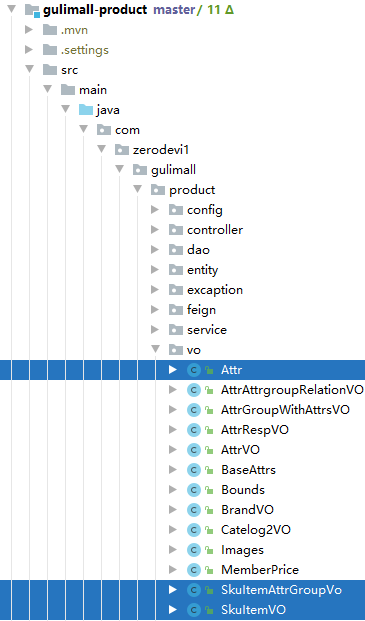 gulimall-product master / 11 Δ
.mvn
.settings
src
main
java
com
zerodevi1
gulimall
product
config
controller
dao
entity
excaption
feign
service
vo
Attr
AttrAttrgroupRelationVO
AttrGroupWithAttrsVO
AttrRespVO
AttrVO
BaseAttrs
Bounds
BrandVO
Catelog2VO
Images
MemberPrice
SkuItemAttrGroupVo
SkuItemVO